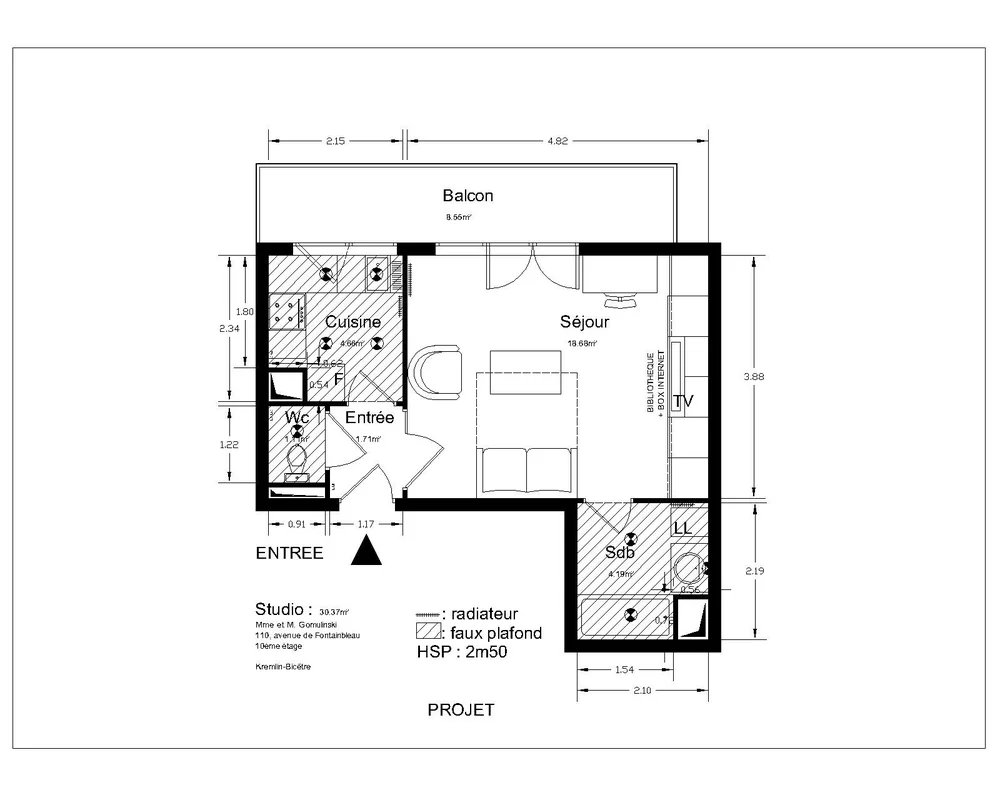 2.15
4.82
Balcon
8.55m²
1.80
2.34
Cuisine
4.66m²
Séjour
18.68m²
3.88
BIBLIOTHEQUE
+ BOX INTERNET
TV
0.62
0.54
F
Wc
Entrée
1.71m²
1.22
0.91
1.17
ENTREE
LL
Sdb
4.19m²
2.19
0.56
Studio : 30.37m²
Mme et M. Gomulinski
110, avenue de Fontainbleau
10ème étage
Kremlin-Bicêtre
: radiateur
: faux plafond
HSP : 2m50
1.54
2.10
PROJET